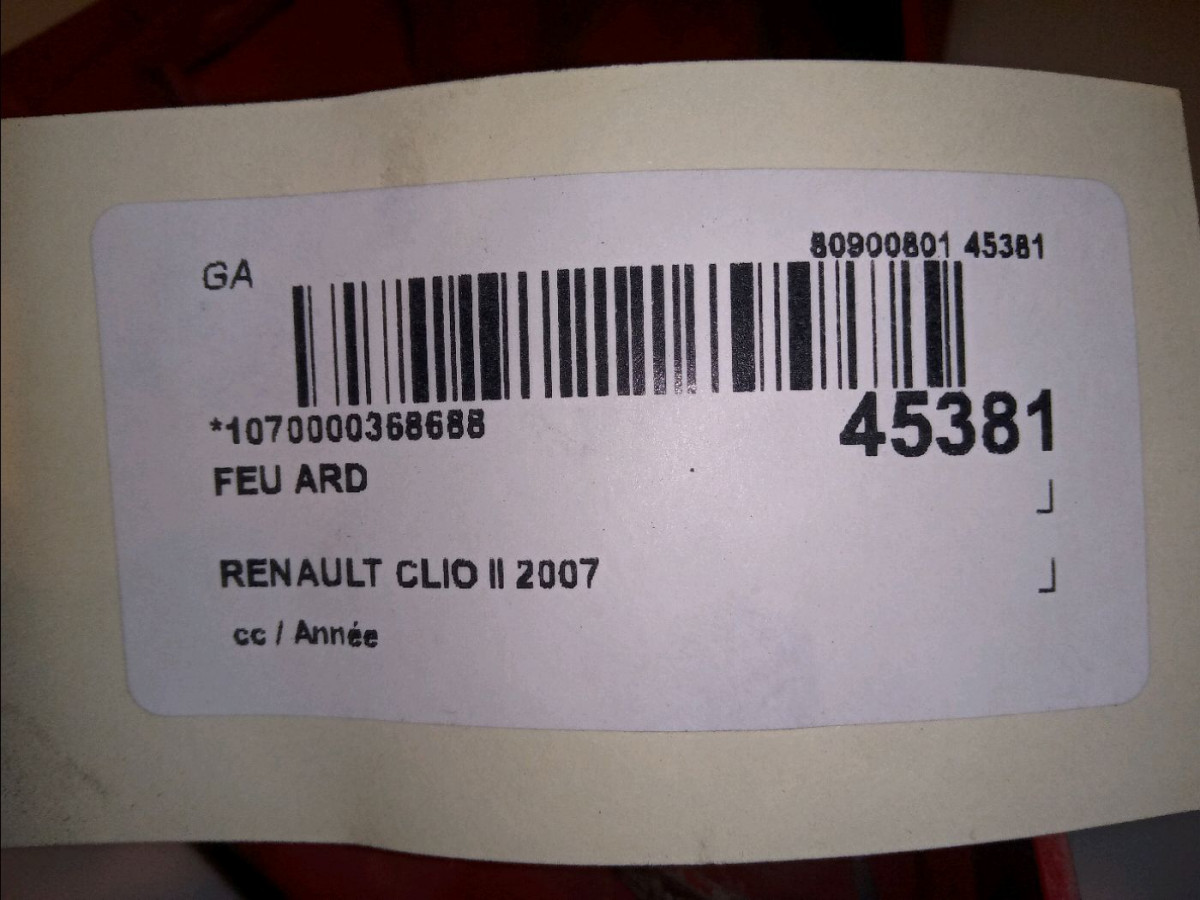 GA
80900801 45381
*1070000368688
45381
FEU ARD
RENAULT CLIO II 2007
cc / Année